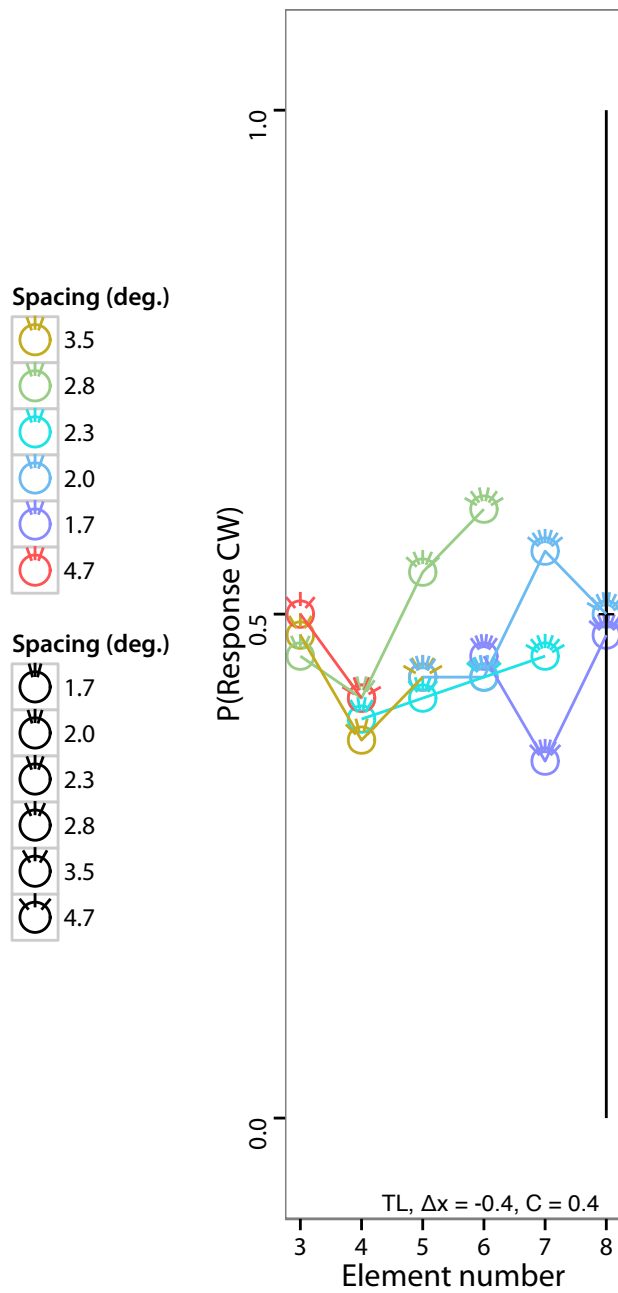 Spacing (deg.)
3.5
2.8
2.3
2.0
1.7
4.7
Spacing (deg.)
1.7
2.0
2.3
2.8
3.5
4.7
P(Response CW)
1.0
0.5
0.0
TL, Δx = -0.4, C = 0.4
3 4 5 6 7 8
Element number